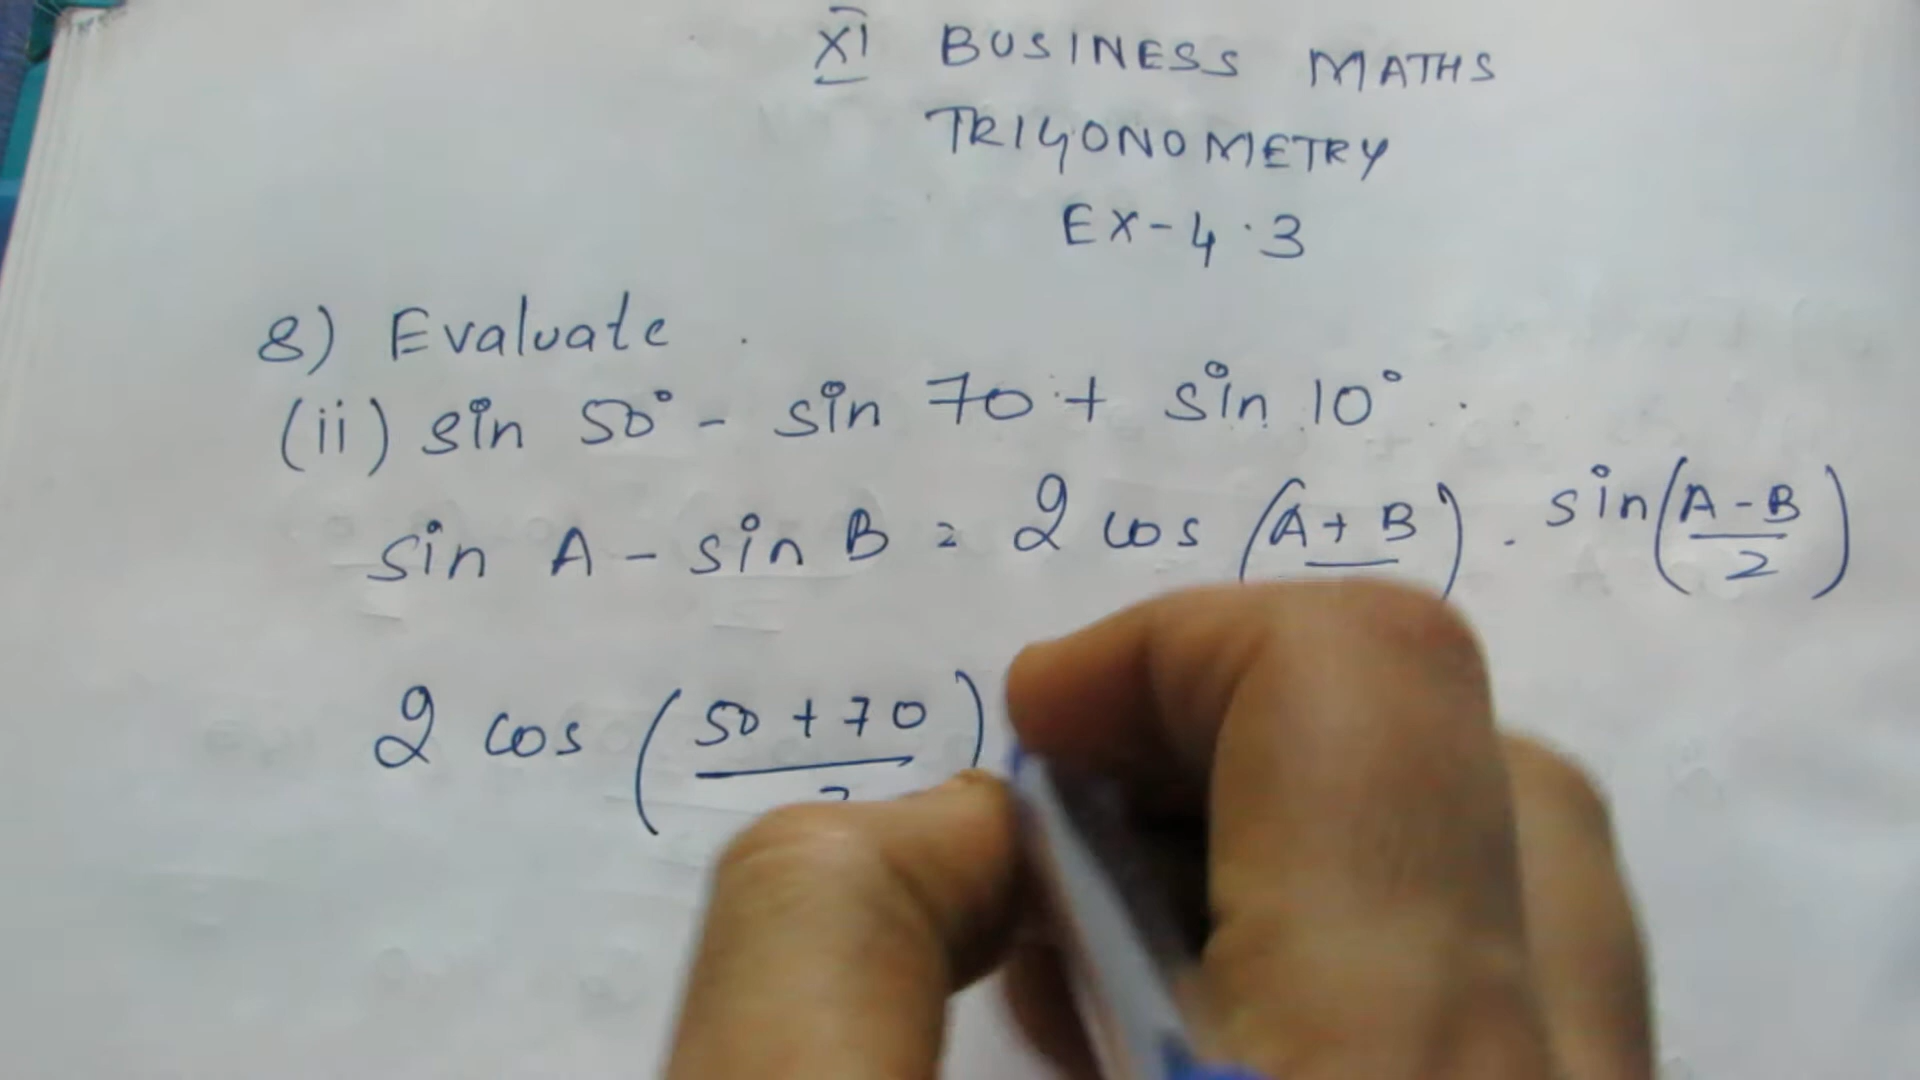 XI BUSINESS MATHS
TRIGONOMETRY
EX-4.3
8) Evaluate
(ii) sin 50° - sin 70 + sin 10°.
sin A - sin B = 2 cos (A + B) . sin (A - B / 2)
2 cos (50 + 70 / 2)